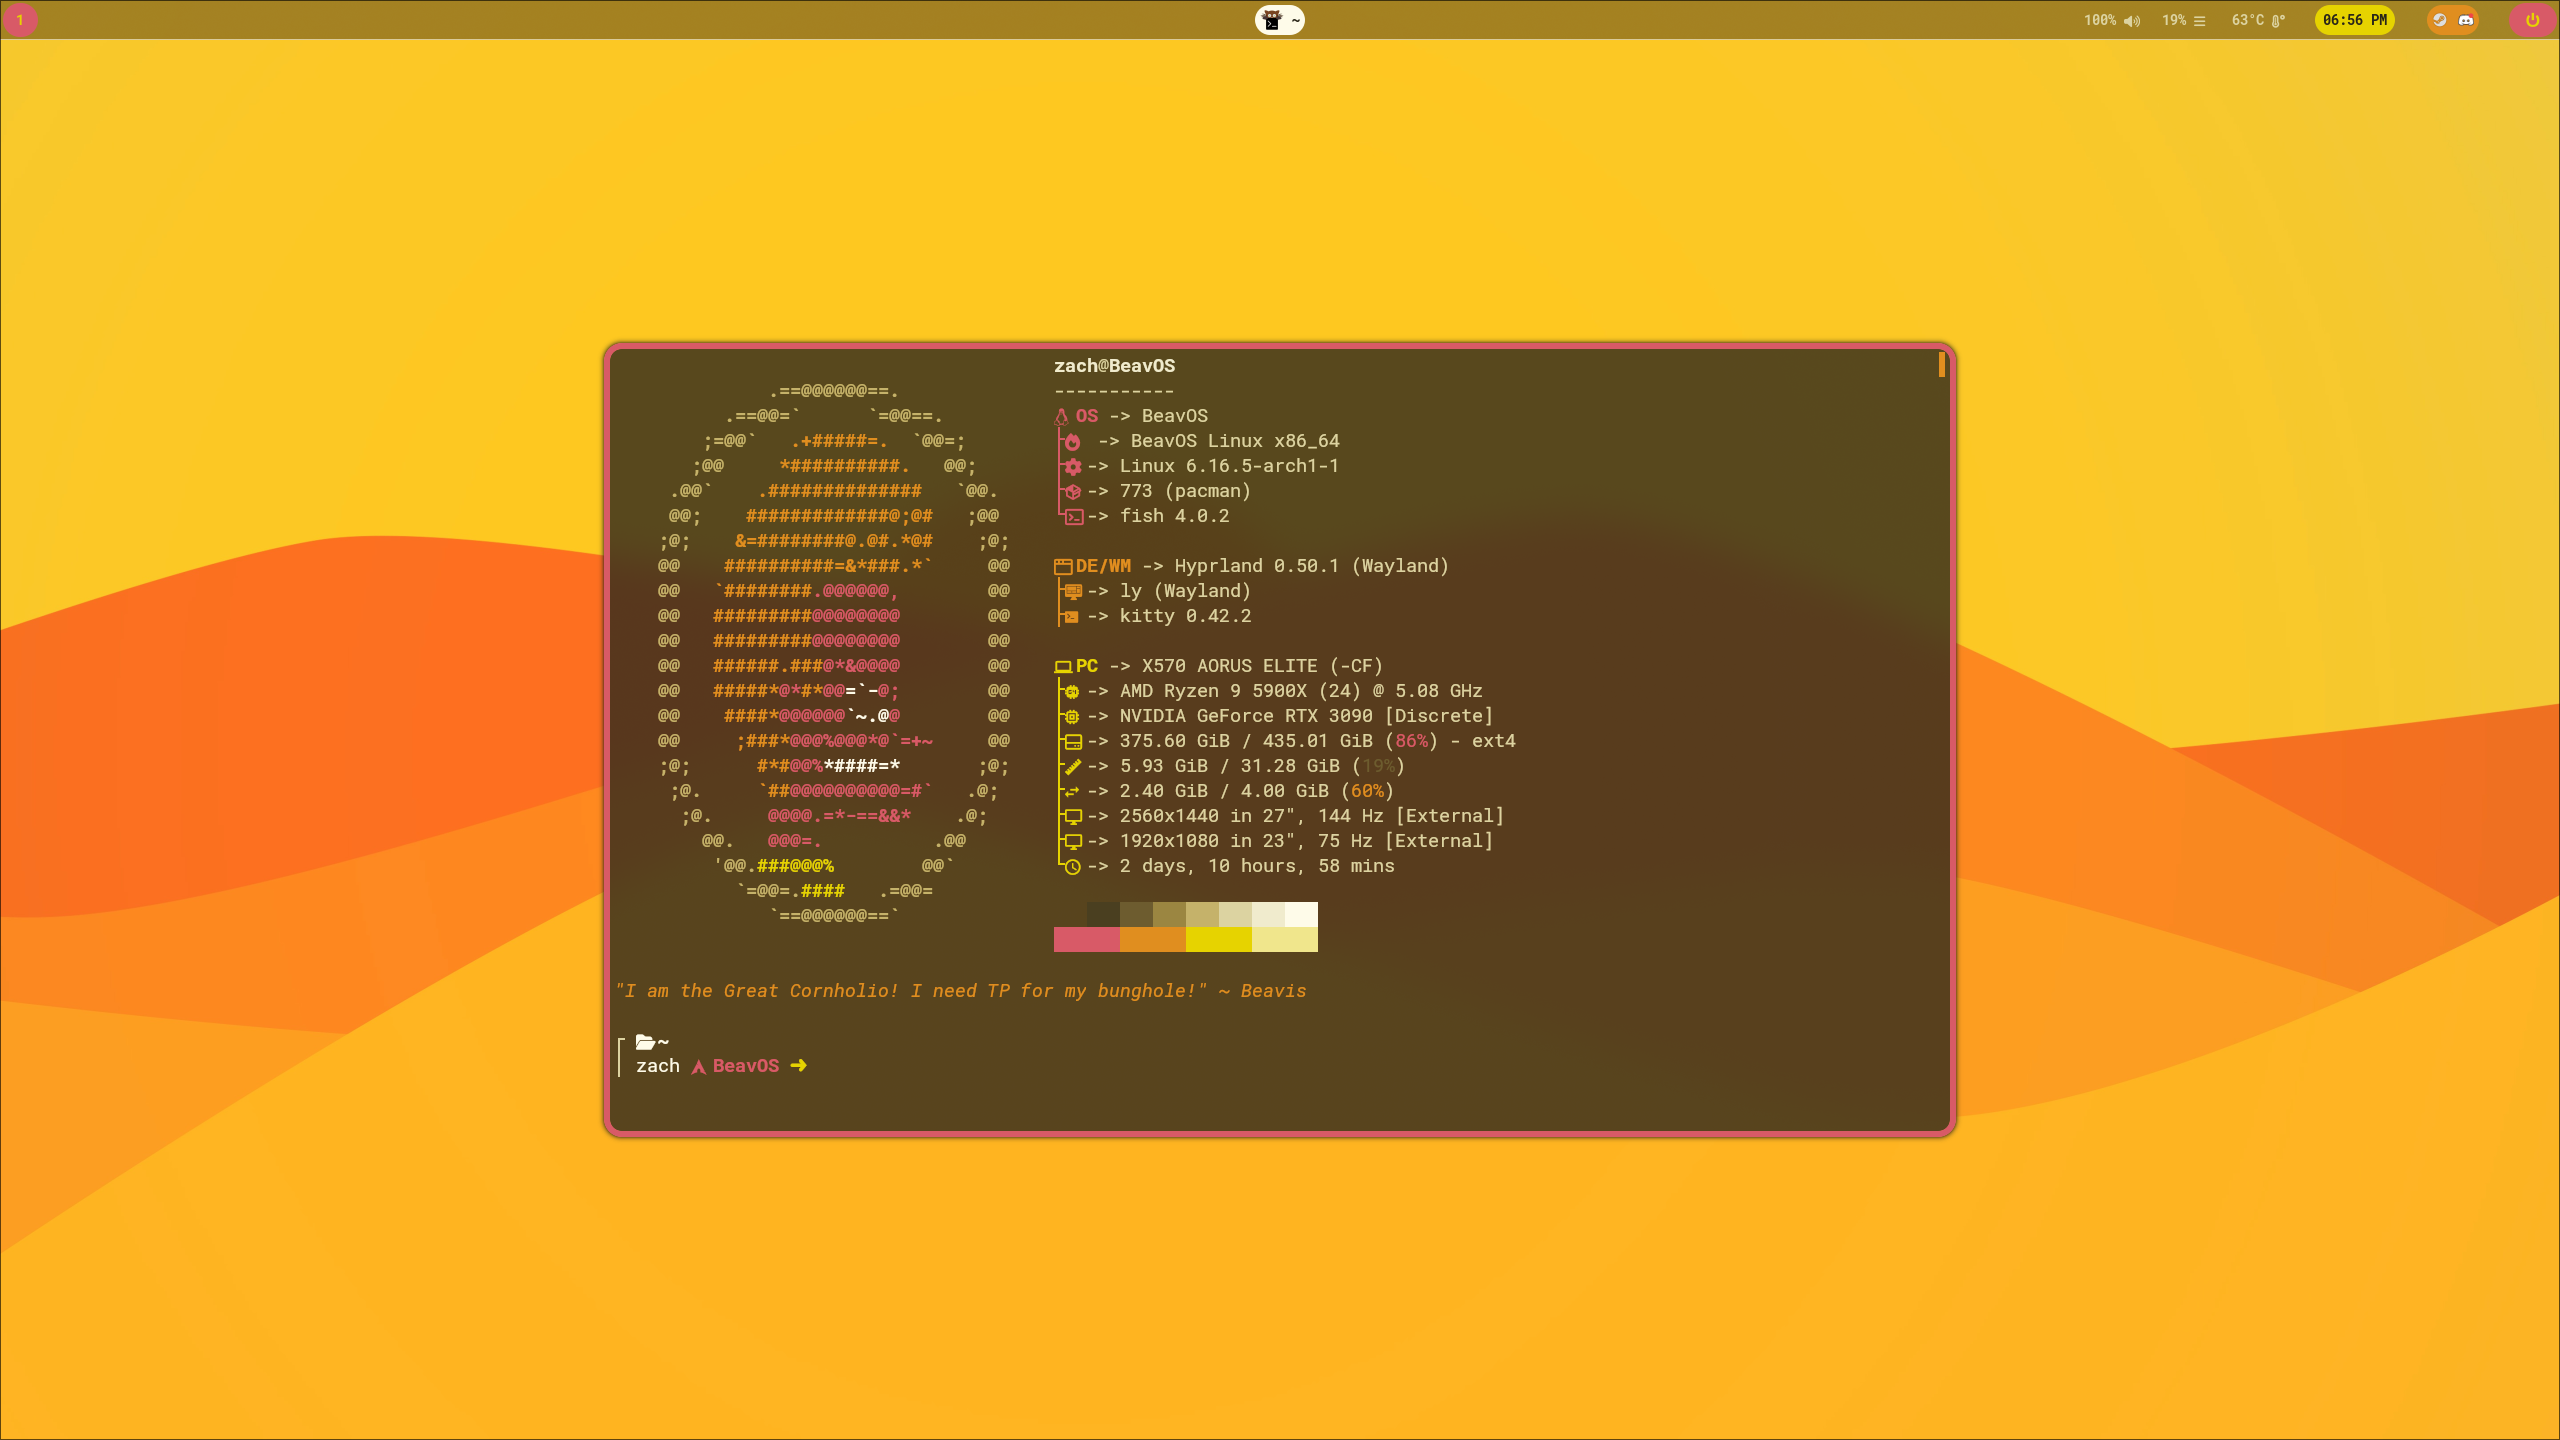 1
~
100%
19%
63°C
06:56 PM
zach@BeavOS
-----------
OS -> BeavOS
-> BeavOS Linux x86_64
-> Linux 6.16.5-arch1-1
-> 773 (pacman)
-> fish 4.0.2
DE/WM -> Hyprland 0.50.1 (Wayland)
-> ly (Wayland)
-> kitty 0.42.2
PC -> X570 AORUS ELITE (-CF)
-> AMD Ryzen 9 5900X (24) @ 5.08 GHz
-> NVIDIA GeForce RTX 3090 [Discrete]
-> 375.60 GiB / 435.01 GiB (86%) - ext4
-> 5.93 GiB / 31.28 GiB (19%)
-> 2.40 GiB / 4.00 GiB (60%)
-> 2560x1440 in 27", 144 Hz [External]
-> 1920x1080 in 23", 75 Hz [External]
-> 2 days, 10 hours, 58 mins
"I am the Great Cornholio! I need TP for my bunghole!" ~ Beavis
~
zach BeavOS ➜